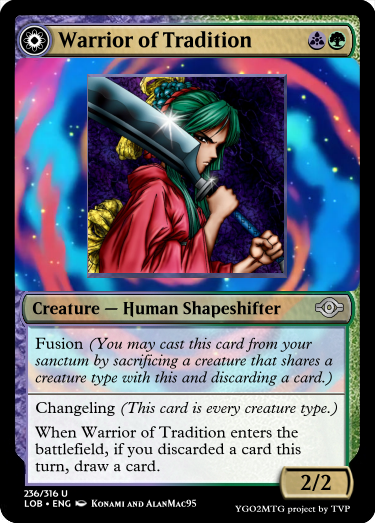 Warrior of Tradition
Creature — Human Shapeshifter
Fusion (You may cast this card from your
sanctum by sacrificing a creature that shares a
creature type with this and discarding a card.)
Changeling (This card is every creature type.)
When Warrior of Tradition enters the
battlefield, if you discarded a card this
turn, draw a card.
2/2
236/316 U
LOB • ENG Konami and AlanMac95
YGO2MTG project by TVP